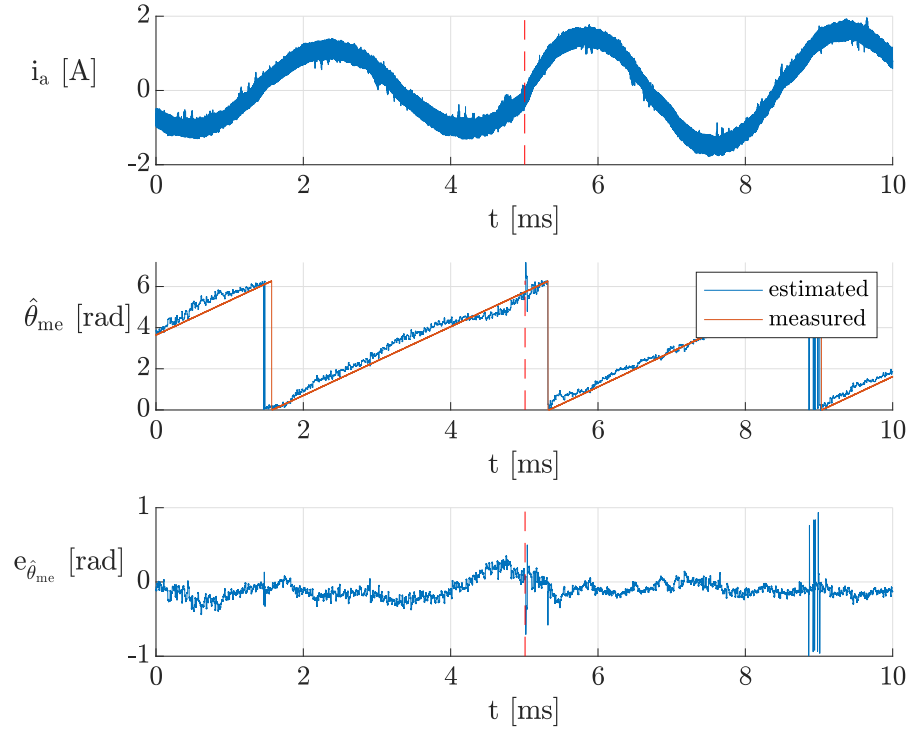 2
0
-2
i_a [A]
0 2 4 6 8 10
t [ms]
6
4
2
0
θ̂_me [rad]
estimated
measured
0 2 4 6 8 10
t [ms]
1
0
-1
e_θ̂_me [rad]
0 2 4 6 8 10
t [ms]